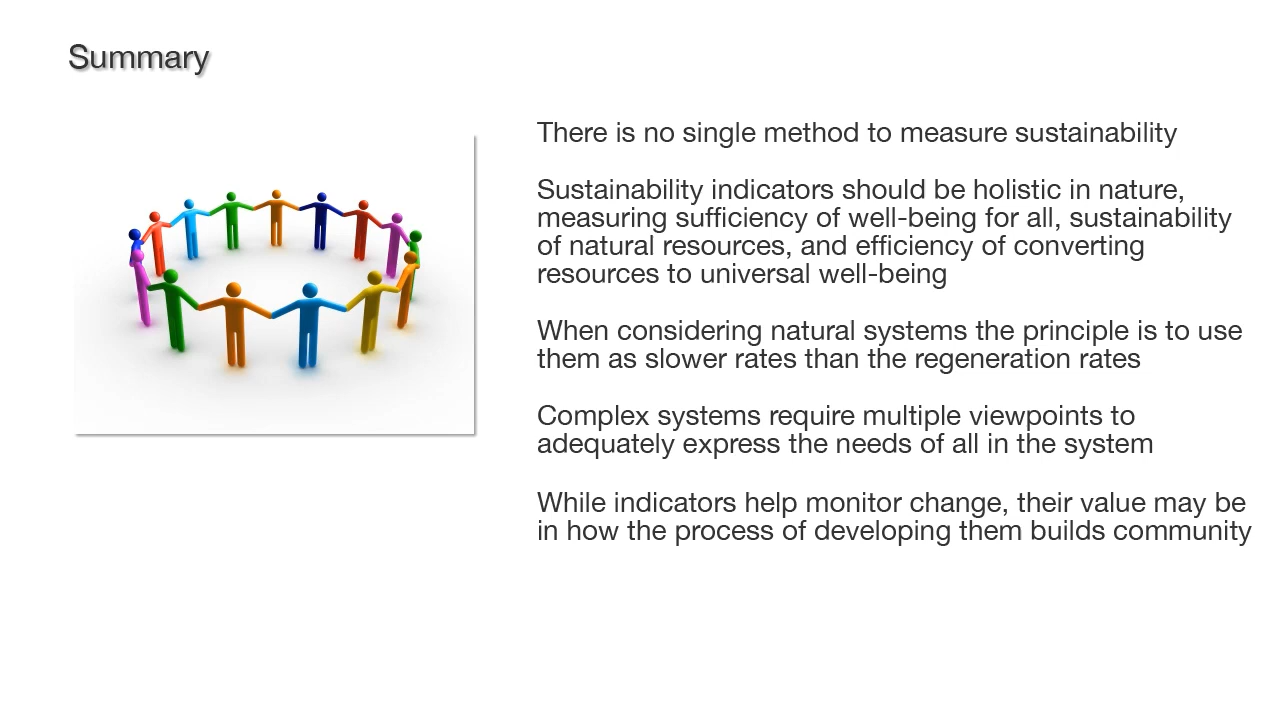 Summary
There is no single method to measure sustainability
Sustainability indicators should be holistic in nature,
measuring sufficiency of well-being for all, sustainability
of natural resources, and efficiency of converting
resources to universal well-being
When considering natural systems the principle is to use
them as slower rates than the regeneration rates
Complex systems require multiple viewpoints to
adequately express the needs of all in the system
While indicators help monitor change, their value may be
in how the process of developing them builds community